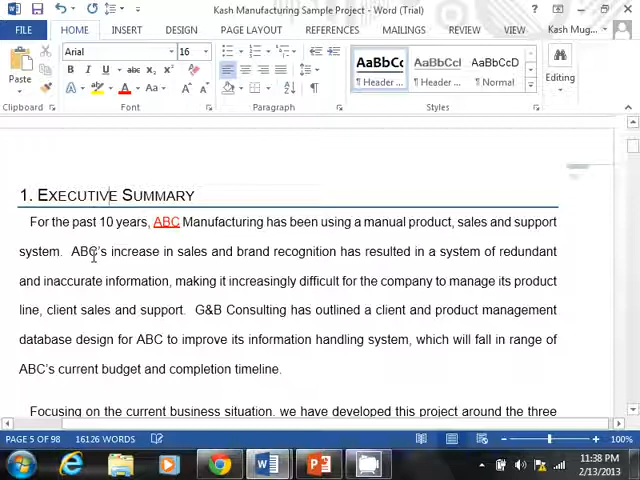 Kash Manufacturing Sample Project - Word (Trial)
FILE HOME INSERT DESIGN PAGE LAYOUT REFERENCES MAILINGS REVIEW VIEW Kash Mug...
Arial 16
Paste
AaBbCc AaBbCcl AaBbCcD
¶ Header... ¶ Header... ¶ Normal
Editing
Clipboard Font Paragraph Styles
1. EXECUTIVE SUMMARY
For the past 10 years, ABC Manufacturing has been using a manual product, sales and support
system. ABC's increase in sales and brand recognition has resulted in a system of redundant
and inaccurate information, making it increasingly difficult for the company to manage its product
line, client sales and support. G&B Consulting has outlined a client and product management
database design for ABC to improve its information handling system, which will fall in range of
ABC's current budget and completion timeline.
Focusing on the current business situation, we have developed this project around the three
PAGE 5 OF 98 16126 WORDS 100%
11:38 PM
2/13/2013